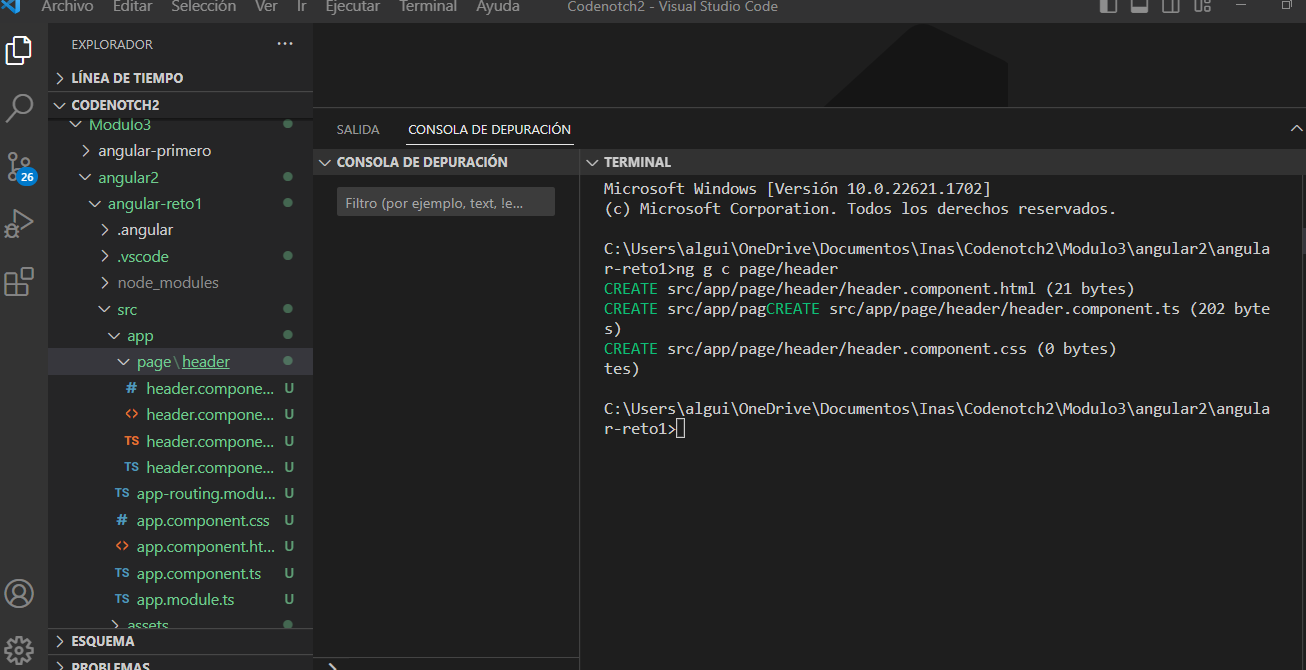 Archivo Editar Selección Ver Ir Ejecutar Terminal Ayuda Codenotch2 - Visual Studio Code
EXPLORADOR
LÍNEA DE TIEMPO
CODENOTCH2
Modulo3
angular-primero
angular2
angular-reto1
.angular
.vscode
node_modules
src
app
page\header
# header.compone... U
<> header.compone... U
TS header.compone... U
TS header.compone... U
TS app-routing.modu... U
# app.component.css U
<> app.component.ht... U
TS app.component.ts U
TS app.module.ts U
assets
ESQUEMA
PROBLEMAS
26
SALIDA CONSOLA DE DEPURACIÓN
CONSOLA DE DEPURACIÓN
Filtro (por ejemplo, text, !e...
TERMINAL
Microsoft Windows [Versión 10.0.22621.1702]
(c) Microsoft Corporation. Todos los derechos reservados.
C:\Users\algui\OneDrive\Documentos\Inas\Codenotch2\Modulo3\angular2\angula
r-reto1>ng g c page/header
CREATE src/app/page/header/header.component.html (21 bytes)
CREATE src/app/pagCREATE src/app/page/header/header.component.ts (202 byte
s)
CREATE src/app/page/header/header.component.css (0 bytes)
tes)
C:\Users\algui\OneDrive\Documentos\Inas\Codenotch2\Modulo3\angular2\angula
r-reto1>